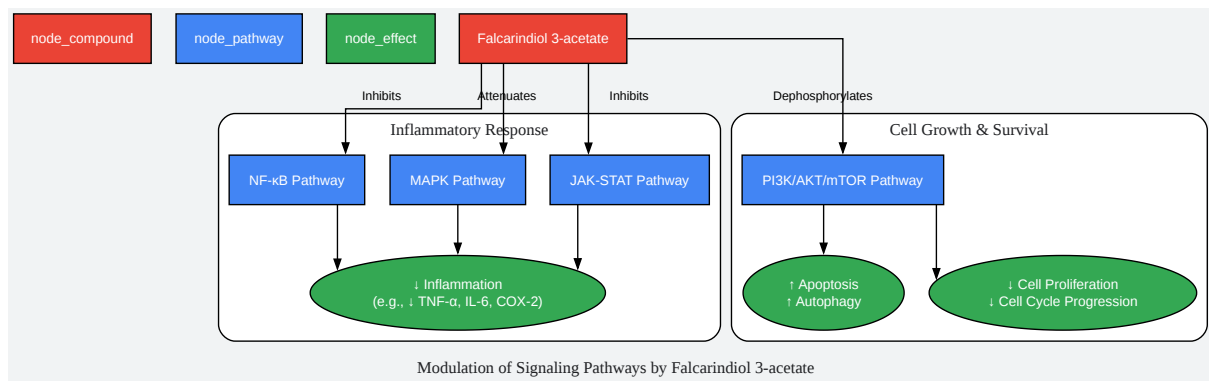 node_compound
node_pathway
node_effect
Falcarindiol 3-acetate
Inhibits
Attenuates
Inhibits
Dephosphorylates
Inflammatory Response
Cell Growth & Survival
NF-κB Pathway
MAPK Pathway
JAK-STAT Pathway
PI3K/AKT/mTOR Pathway
↓ Inflammation
(e.g., ↓ TNF-α, IL-6, COX-2)
↑ Apoptosis
↑ Autophagy
↓ Cell Proliferation
↓ Cell Cycle Progression
Modulation of Signaling Pathways by Falcarindiol 3-acetate